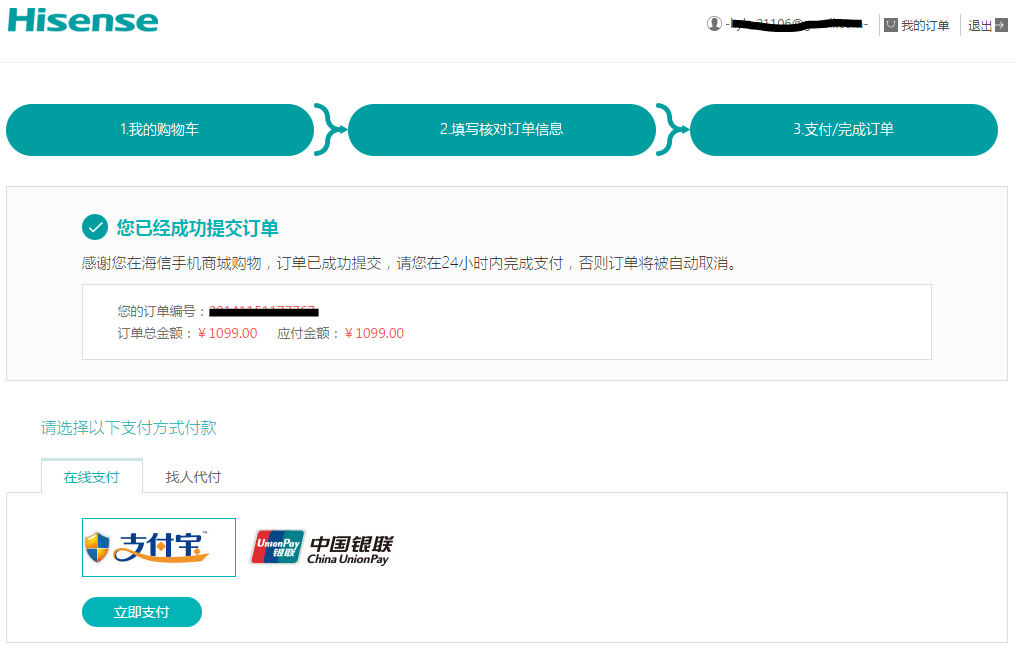 Hisense
我的订单
退出
1.我的购物车
2.填写核对订单信息
3.支付/完成订单
您已经成功提交订单
感谢您在海信手机商城购物，订单已成功提交，请您在24小时内完成支付，否则订单将被自动取消。
您的订单编号：
订单总金额：￥1099.00 应付金额：￥1099.00
请选择以下支付方式付款
在线支付 找人代付
支付宝 UnionPay 银联 中国银联 China UnionPay
立即支付